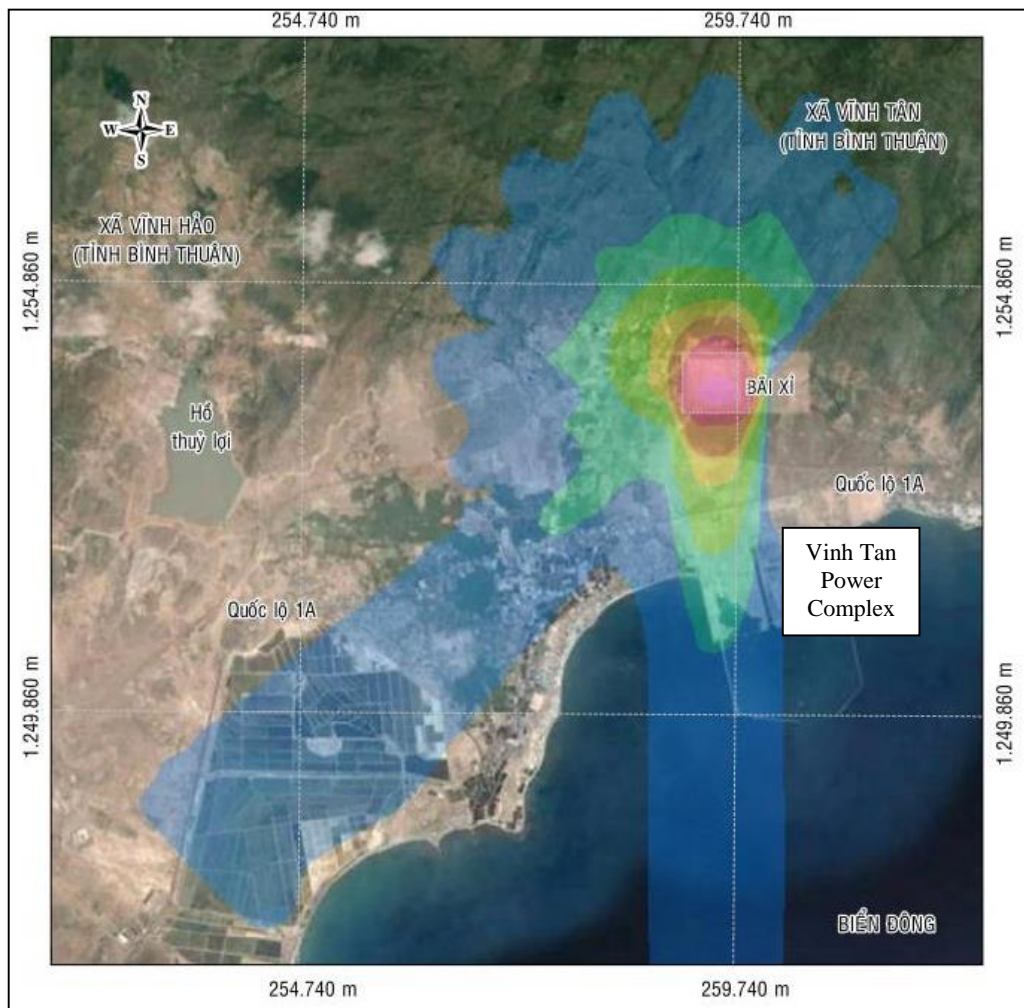 254.740 m
259.740 m
N
W
E
S
XÃ VĨNH TÂN
(TỈNH BÌNH THUẬN)
XÃ VĨNH HẢO
(TỈNH BÌNH THUẬN)
1.254.860 m
1.254.860 m
BÃI XỈ
Hồ
thuỷ lợi
Quốc lộ 1A
Vinh Tan
Power
Complex
Quốc lộ 1A
1.249.860 m
1.249.860 m
BIỂN ĐÔNG
254.740 m
259.740 m